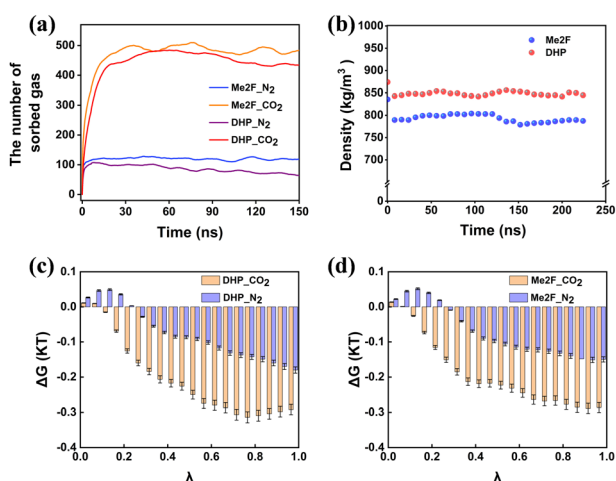 (a)
The number of
sorbed gas
600
500
400
300
200
100
0
0 30 60 90 120 150
Time (ns)
Me2F_N2
Me2F_CO2
DHP_N2
DHP_CO2
(b)
Density (kg/m3)
1000
950
900
850
800
750
0
0 50 100 150 200 250
Time (ns)
Me2F
DHP
(c)
ΔG (KT)
0.1
0.0
-0.1
-0.2
-0.3
-0.4
0.0 0.2 0.4 0.6 0.8 1.0
λ
DHP_CO2
DHP_N2
(d)
ΔG (KT)
0.1
0.0
-0.1
-0.2
-0.3
-0.4
0.0 0.2 0.4 0.6 0.8 1.0
λ
Me2F_CO2
Me2F_N2